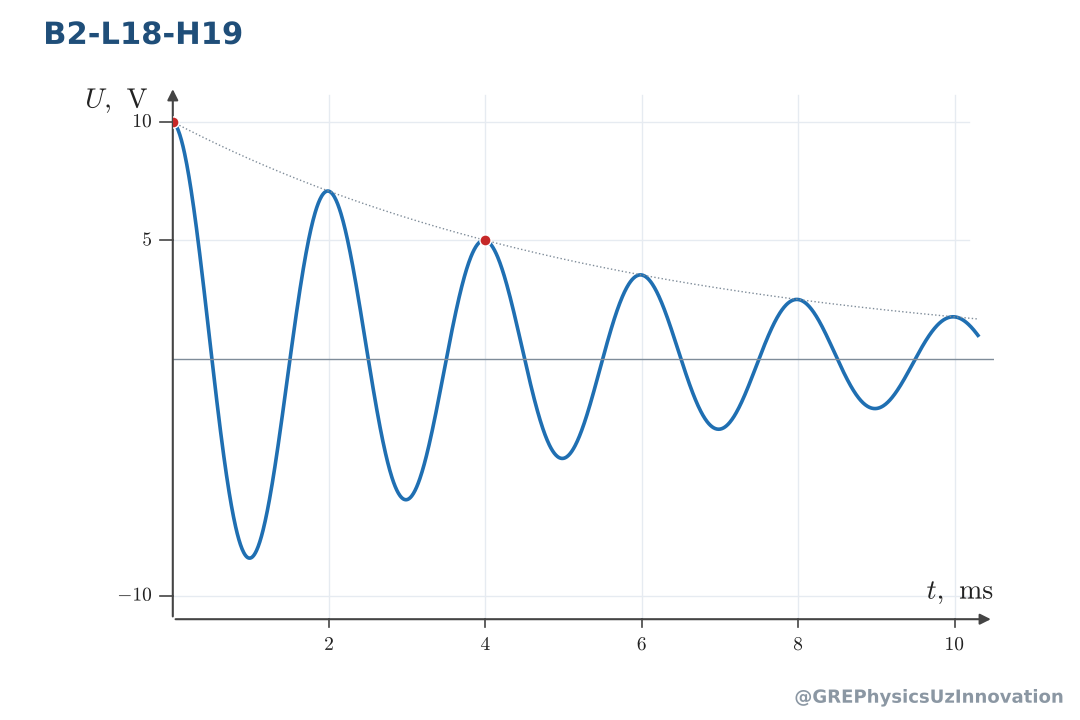 B2-L18-H19
U, V
10
5
−10
t, ms
2 4 6 8 10
@GREPhysicsUzInnovation